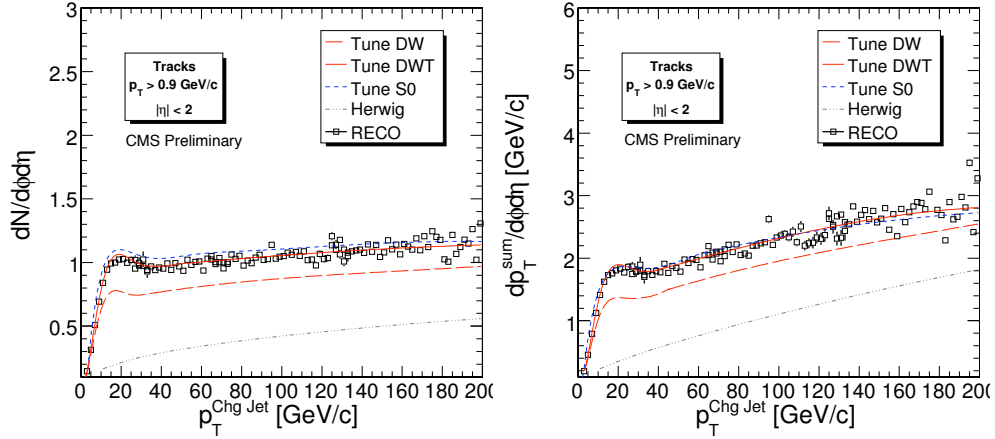 dN/dφdη
3
2.5
2
1.5
1
0.5
Tracks
p_T > 0.9 GeV/c
|η| < 2
CMS Preliminary
Tune DW
Tune DWT
Tune S0
Herwig
RECO
0 20 40 60 80 100 120 140 160 180 200
p_T^Chg Jet [GeV/c]
dp_T^sum/dφdη [GeV/c]
6
5
4
3
2
1
Tracks
p_T > 0.9 GeV/c
|η| < 2
CMS Preliminary
Tune DW
Tune DWT
Tune S0
Herwig
RECO
0 20 40 60 80 100 120 140 160 180 200
p_T^Chg Jet [GeV/c]